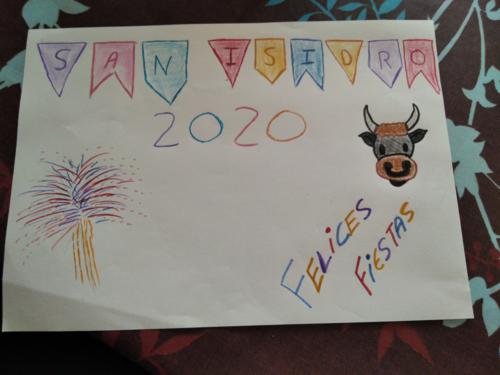 SAN ISIDRO
2020
FELiCES
FiESTAS